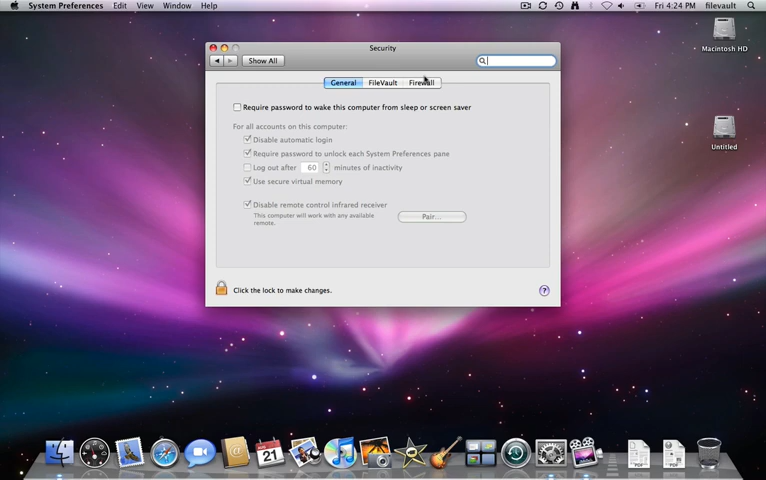 System Preferences Edit View Window Help
Fri 4:24 PM filevault
Macintosh HD
Untitled
Security
Show All
General FileVault Firewall
Require password to wake this computer from sleep or screen saver
For all accounts on this computer:
Disable automatic login
Require password to unlock each System Preferences pane
Log out after 60 minutes of inactivity
Use secure virtual memory
Disable remote control infrared receiver
This computer will work with any available
remote.
Pair...
Click the lock to make changes.
?
21
PDF PDF